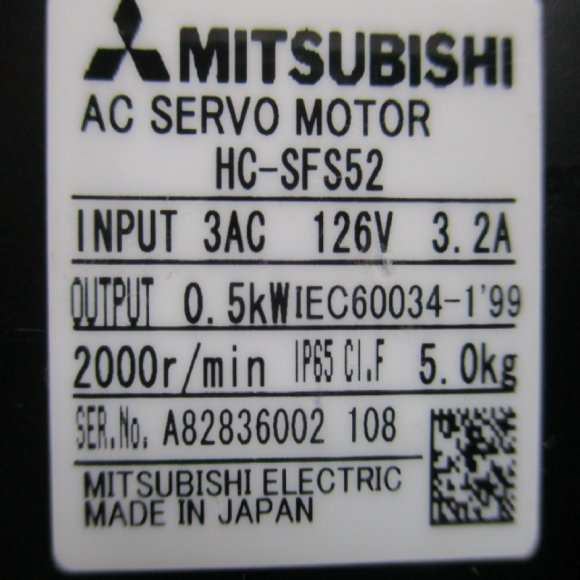 MITSUBISHI
AC SERVO MOTOR
HC-SFS52
INPUT 3AC 126V 3.2A
OUTPUT 0.5kW IEC60034-1'99
2000r/min IP65 CI.F 5.0kg
SER.No. A82836002 108
MITSUBISHI ELECTRIC
MADE IN JAPAN